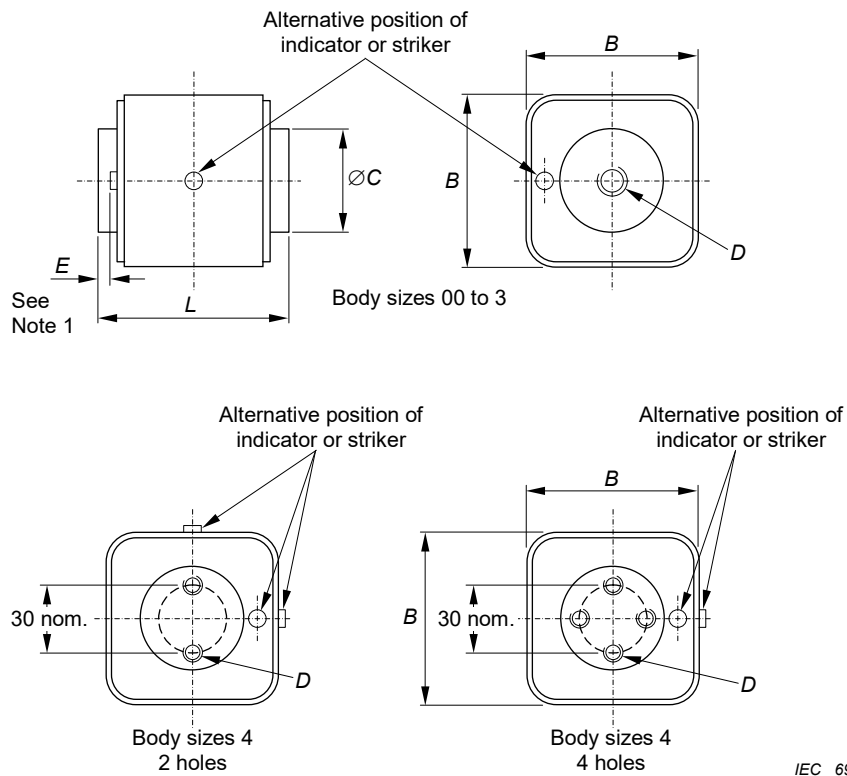 Alternative position of
indicator or striker
B
B
ØC
D
E
See
Note 1
L
Body sizes 00 to 3
Alternative position of
indicator or striker
30 nom.
D
Body sizes 4
2 holes
Alternative position of
indicator or striker
B
B
30 nom.
D
Body sizes 4
4 holes
IEC 69